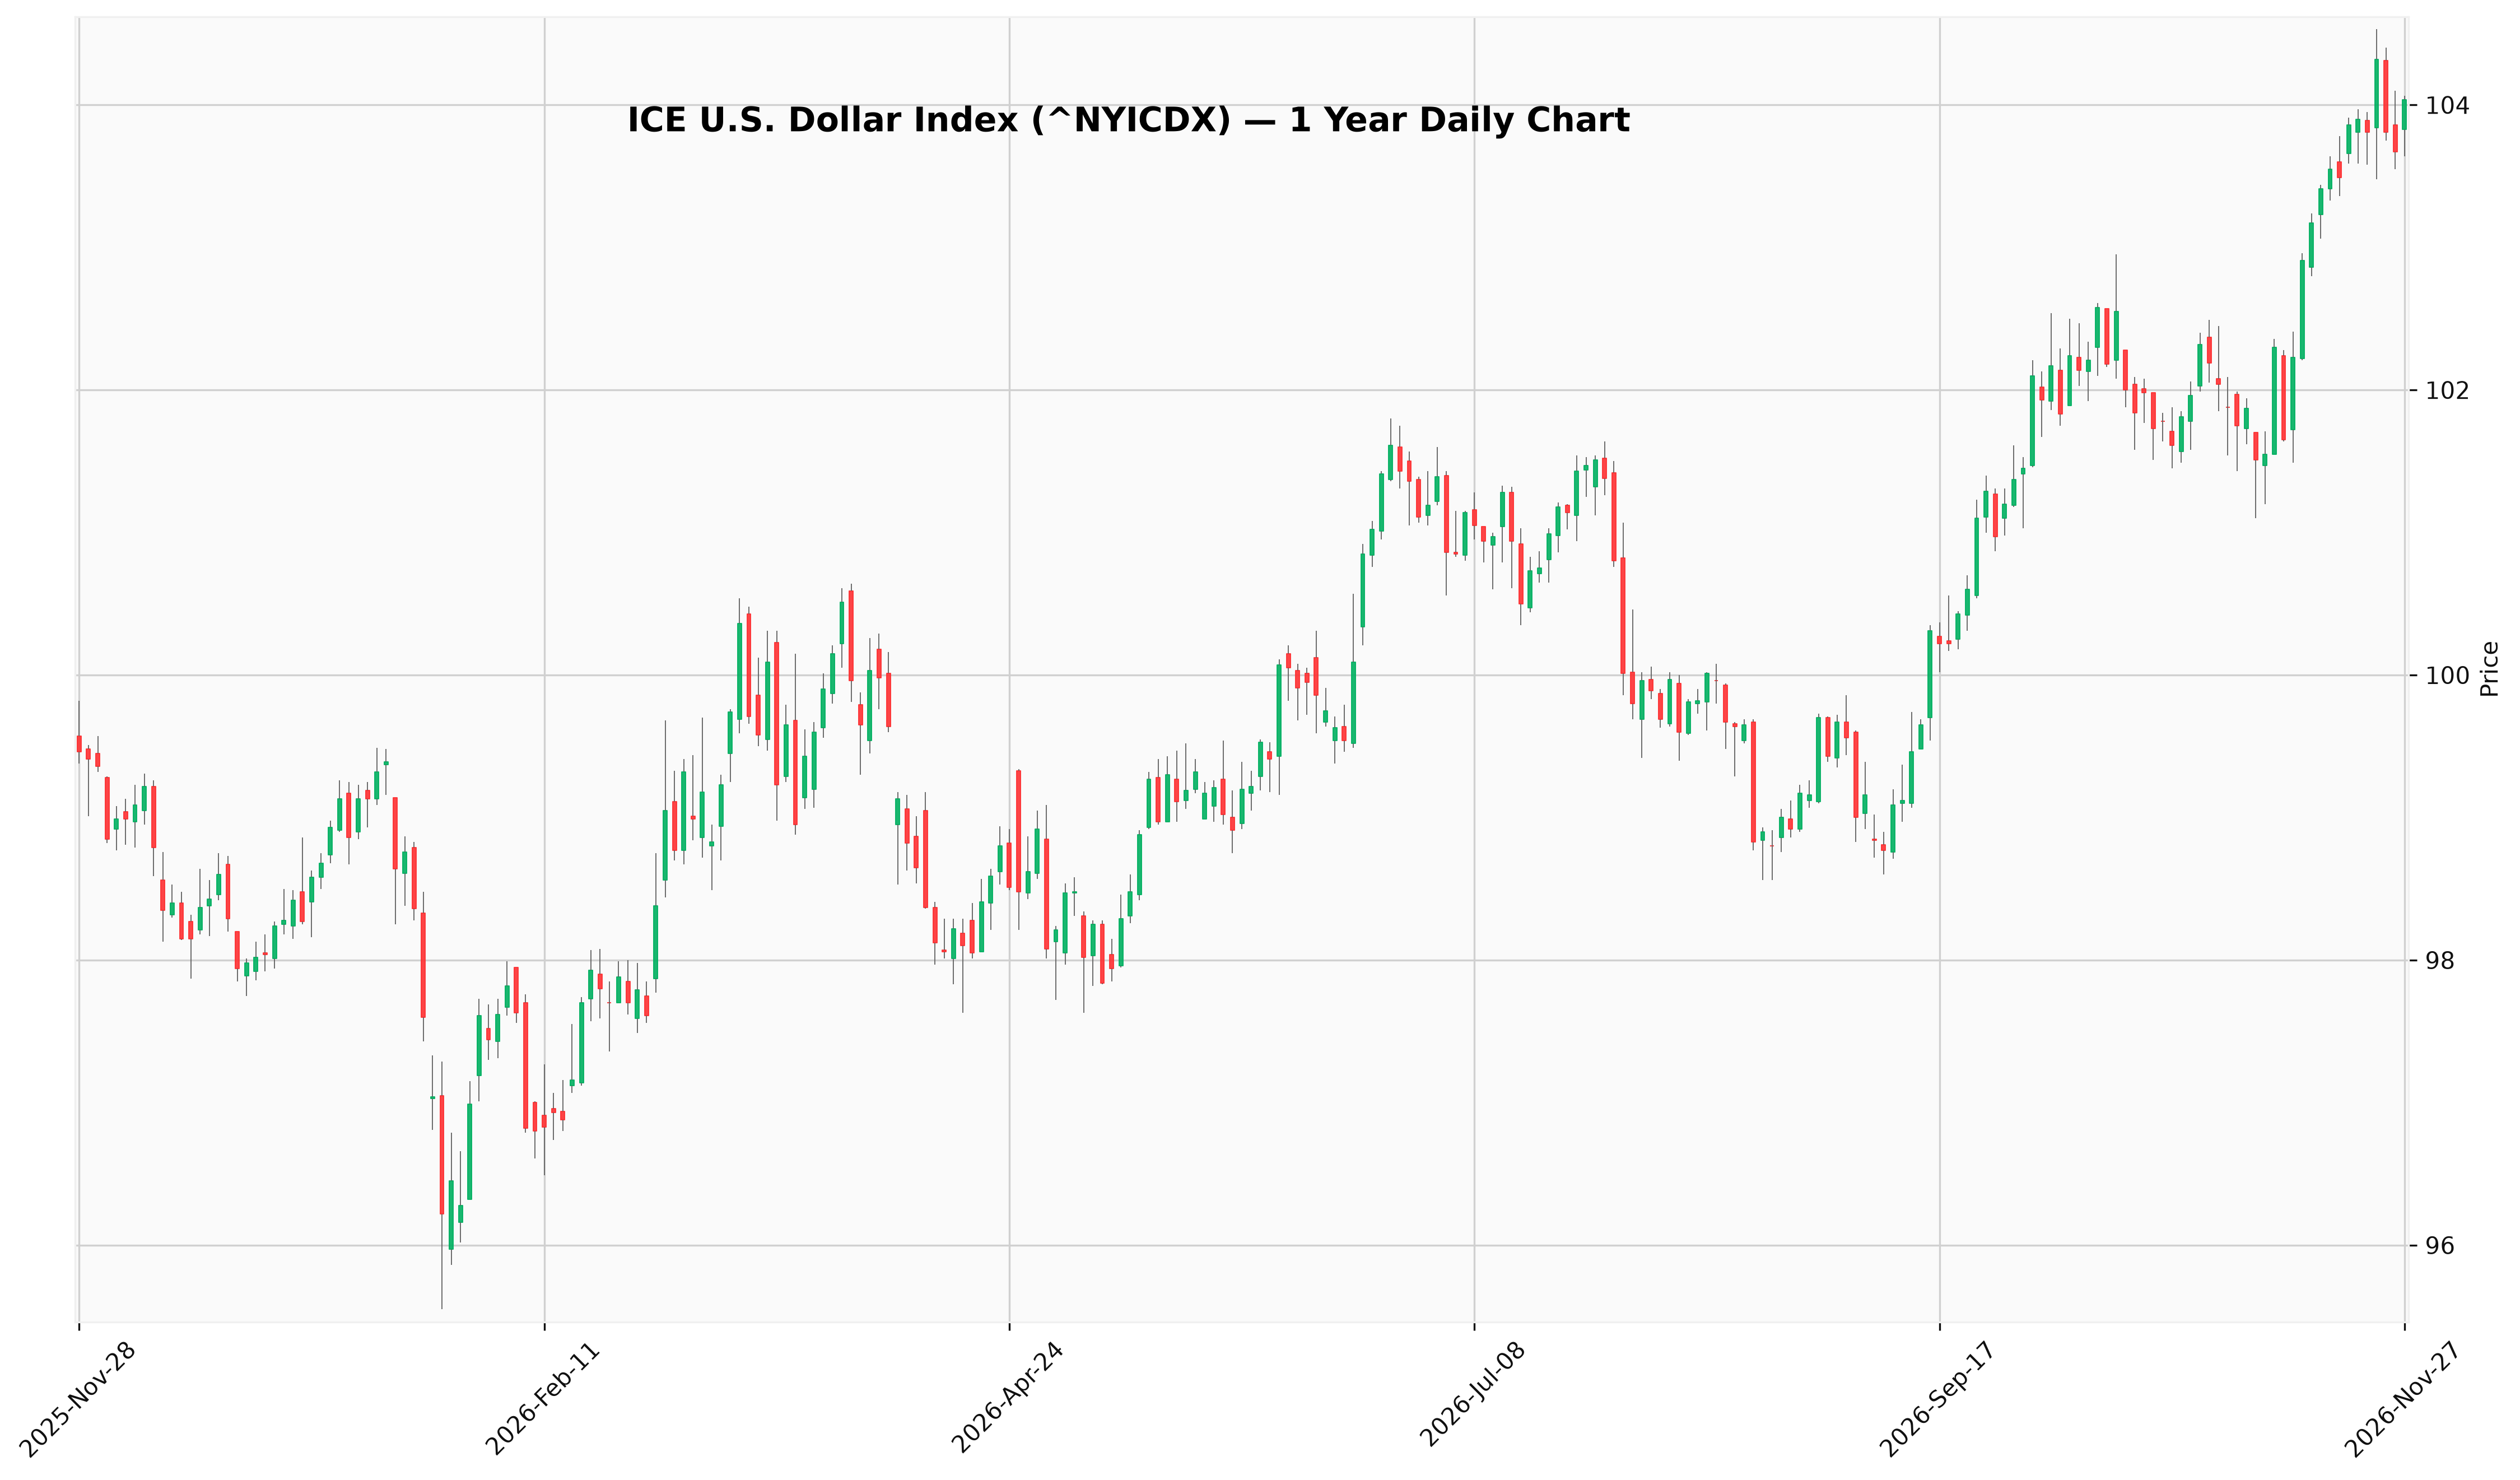 ICE U.S. Dollar Index (^NYICDX) — 1 Year Daily Chart
104
102
100
98
96
Price
2025-Nov-28
2026-Feb-11
2026-Apr-24
2026-Jul-08
2026-Sep-17
2026-Nov-27